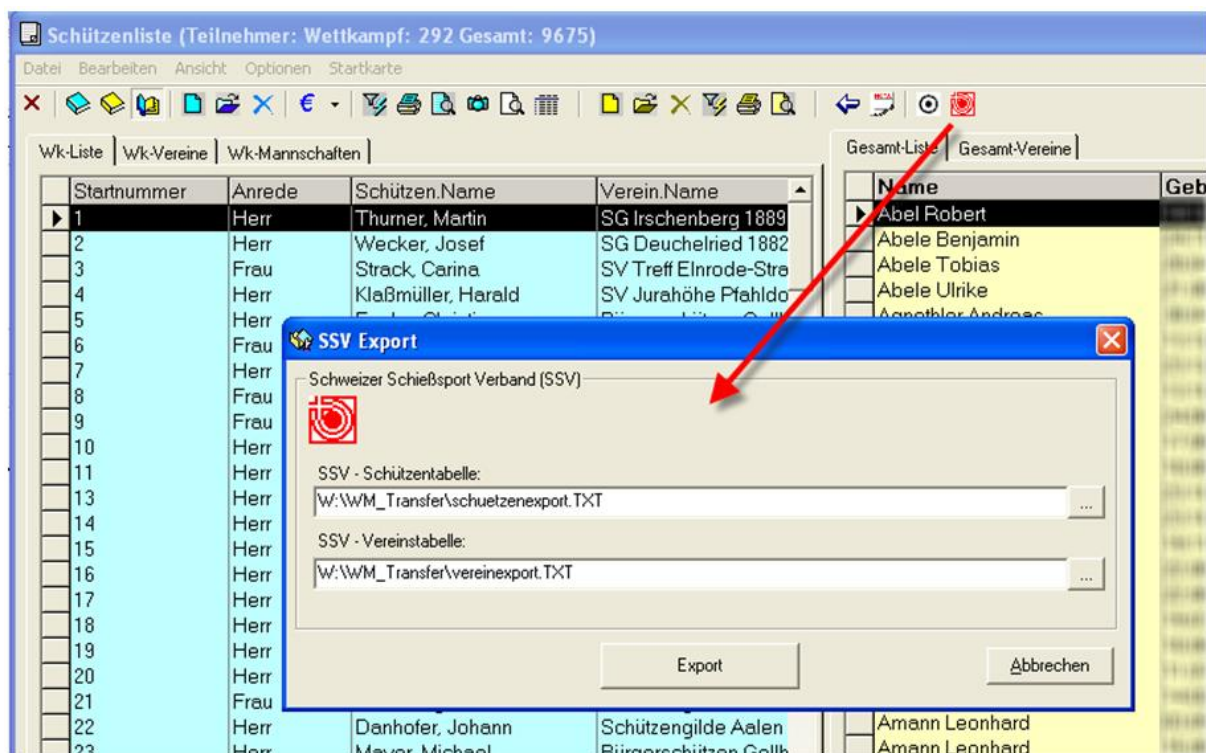 Schützenliste (Teilnehmer: Wettkampf: 292 Gesamt: 9675)
Datei Bearbeiten Ansicht Optionen Startkarte
Wk-Liste Wk-Vereine Wk-Mannschaften
Gesamt-Liste Gesamt-Vereine
Startnummer Anrede Schützen.Name Verein.Name
Name Geb
1 Herr Thurner, Martin SG Irschenberg 1889
Abel Robert
2 Herr Wecker, Josef SG Deuchelried 1882
Abele Benjamin
3 Frau Strack, Carina SV Treff Elnrode-Stra
Abele Tobias
4 Herr Klaßmüller, Harald SV Jurahöhe Pfahldo
Abele Ulrike
5 Herr
6 Frau
7 Herr
8 Frau
9 Frau
10 Herr
11 Herr
13 Herr
14 Herr
15 Herr
16 Herr
17 Herr
18 Herr
19 Herr
20 Herr
21 Frau
SSV Export
Schweizer Schießsport Verband (SSV)
SSV - Schützentabelle:
W:\WM_Transfer\schuetzenexport.TXT ...
SSV - Vereinstabelle:
W:\WM_Transfer\vereinexport.TXT ...
Export Abbrechen
22 Herr Danhofer, Johann Schützengilde Aalen
Amann Leonhard
23 Herr Mayer, Michael Bürgerschützen
Amann Leonhard